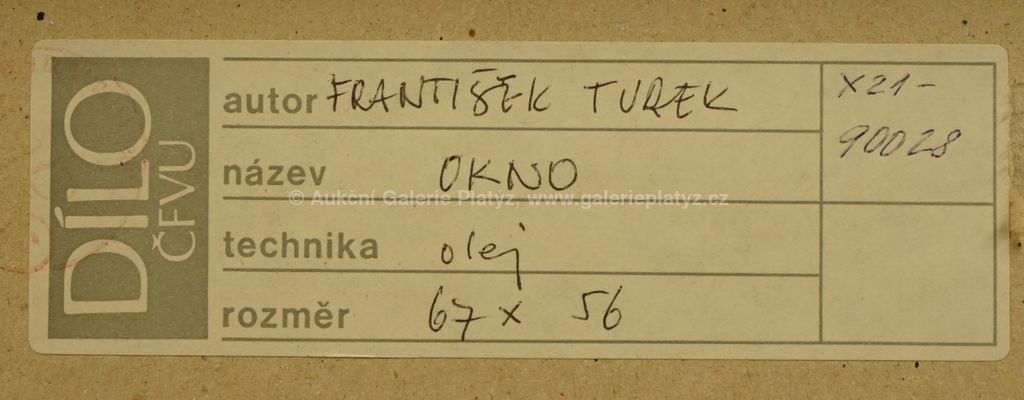 DÍLO
ČFVU
autor FRANTIŠEK TUREK
název OKNO
technika olej
rozměr 67 x 56
X21-
90028
© Aukční Galerie Platýz, www.galerieplatyz.cz